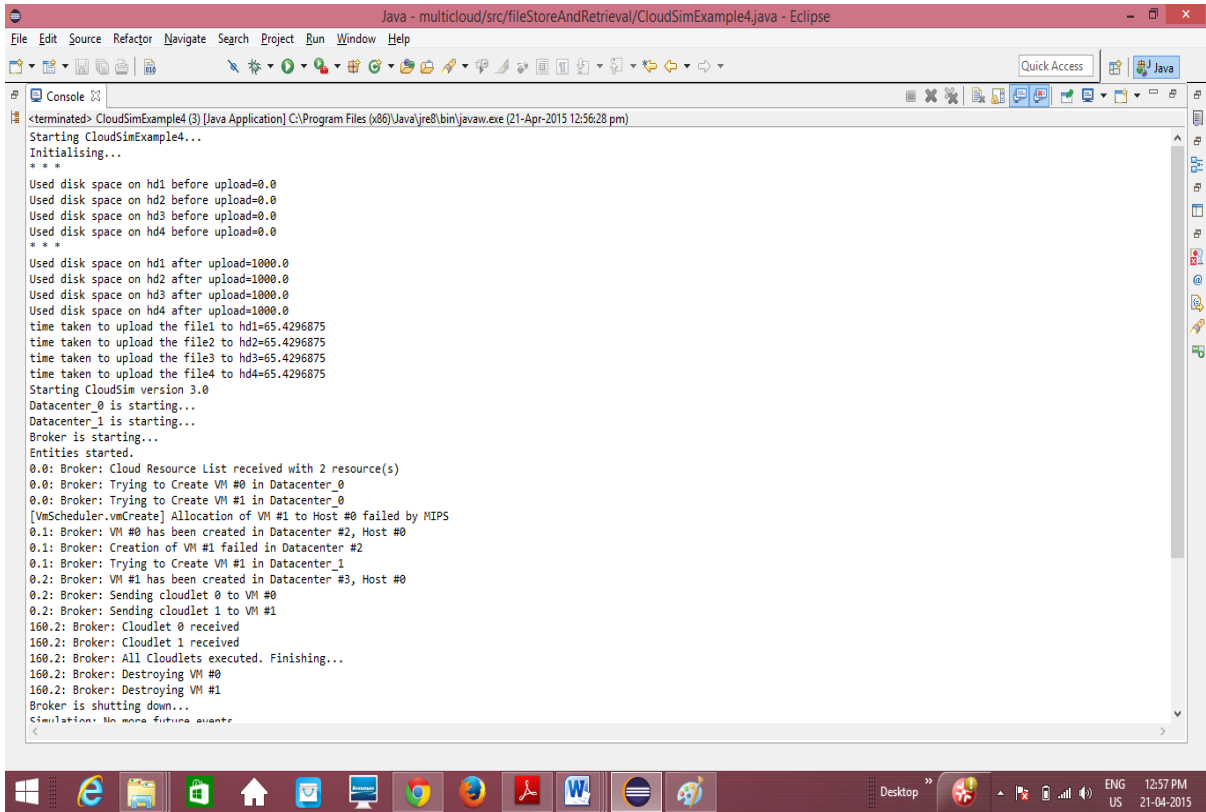 Java - multicloud/src/fileStoreAndRetrieval/CloudSimExample4.java - Eclipse
File Edit Source Refactor Navigate Search Project Run Window Help
Quick Access
Java
Console
<terminated> CloudSimExample4 (3) [Java Application] C:\Program Files (x86)\Java\jre8\bin\javaw.exe (21-Apr-2015 12:56:28 pm)
Starting CloudSimExample4...
Initialising...
* * *
Used disk space on hd1 before upload=0.0
Used disk space on hd2 before upload=0.0
Used disk space on hd3 before upload=0.0
Used disk space on hd4 before upload=0.0
* * *
Used disk space on hd1 after upload=1000.0
Used disk space on hd2 after upload=1000.0
Used disk space on hd3 after upload=1000.0
Used disk space on hd4 after upload=1000.0
time taken to upload the file1 to hd1=65.4296875
time taken to upload the file2 to hd2=65.4296875
time taken to upload the file3 to hd3=65.4296875
time taken to upload the file4 to hd4=65.4296875
Starting CloudSim version 3.0
Datacenter_0 is starting...
Datacenter_1 is starting...
Broker is starting...
Entities started.
0.0: Broker: Cloud Resource List received with 2 resource(s)
0.0: Broker: Trying to Create VM #0 in Datacenter_0
0.0: Broker: Trying to Create VM #1 in Datacenter_0
[VmScheduler.vmCreate] Allocation of VM #1 to Host #0 failed by MIPS
0.1: Broker: VM #0 has been created in Datacenter #2, Host #0
0.1: Broker: Creation of VM #1 failed in Datacenter #2
0.1: Broker: Trying to Create VM #1 in Datacenter_1
0.2: Broker: VM #1 has been created in Datacenter #3, Host #0
0.2: Broker: Sending cloudlet 0 to VM #0
0.2: Broker: Sending cloudlet 1 to VM #1
160.2: Broker: Cloudlet 0 received
160.2: Broker: Cloudlet 1 received
160.2: Broker: All Cloudlets executed. Finishing...
160.2: Broker: Destroying VM #0
160.2: Broker: Destroying VM #1
Broker is shutting down...
Simulation: No more future events
Desktop
ENG 12:57 PM
US 21-04-2015